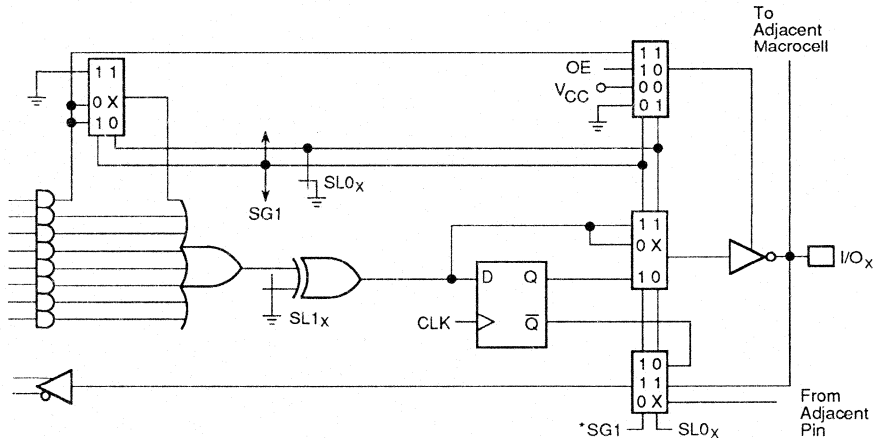 To
Adjacent
Macrocell
1 1
OE
1 0
VCC
0 0
0 1
1 1
0 X
1 0
SL0x
SG1
1 1
0 X
1 0
I/Ox
D Q
SL1x
CLK
Q̅
1 0
1 1
0 X
From
Adjacent
Pin
*SG1
SL0x